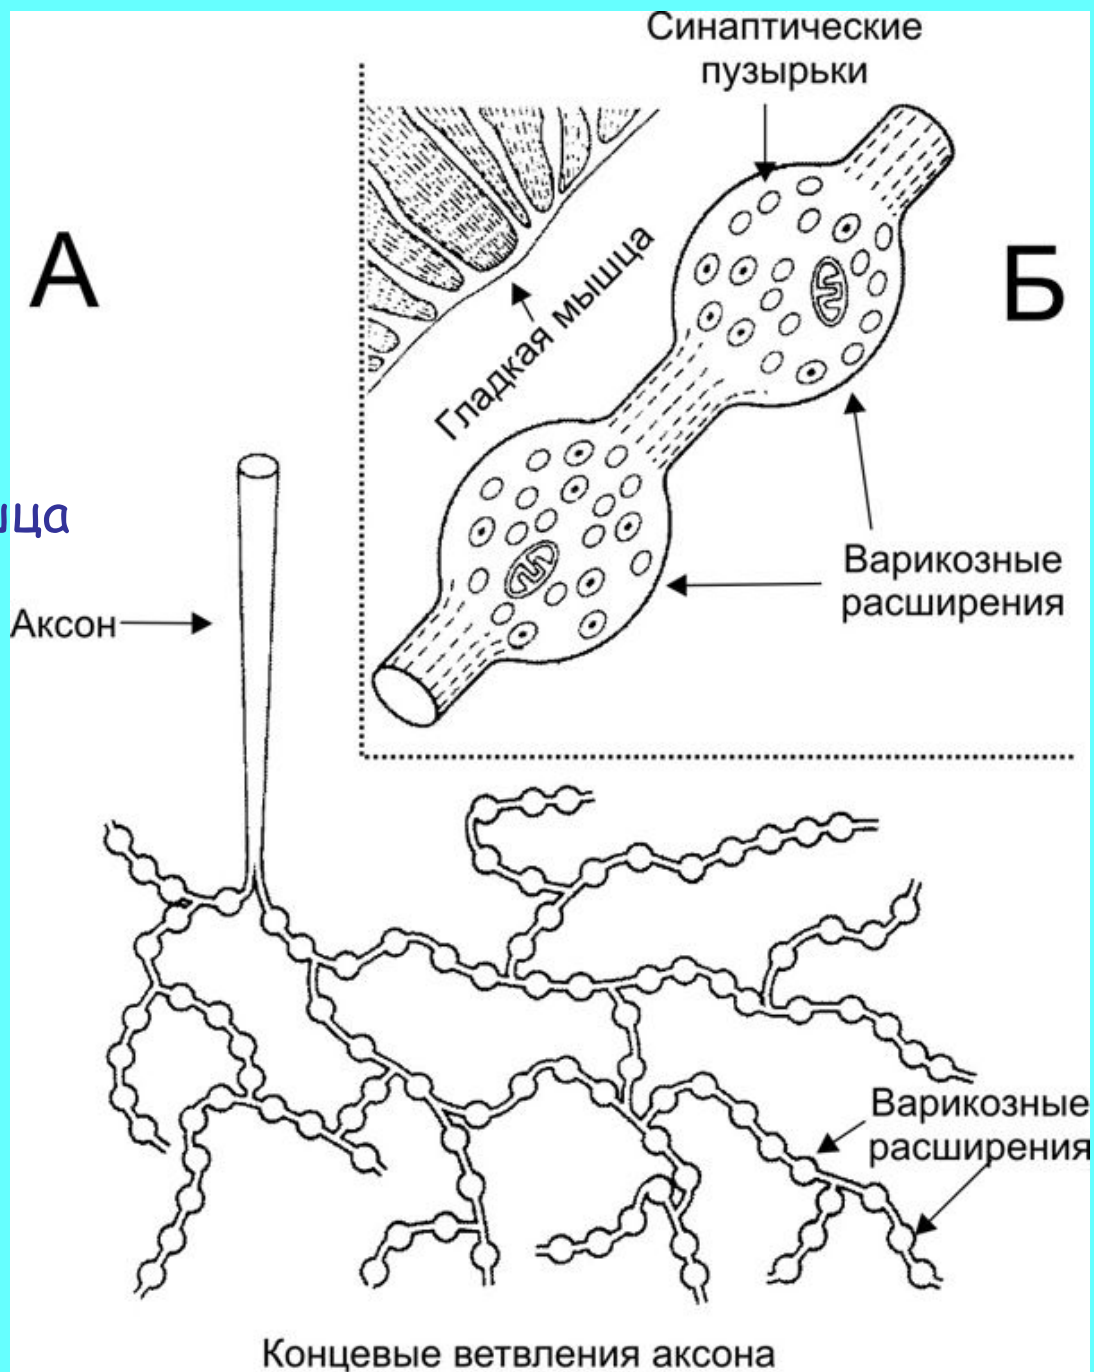 Синаптические
пузырьки
А
Б
Гладкая мышца
Аксон
Варикозные
расширения
Варикозные
расширения
Концевые ветвления аксона